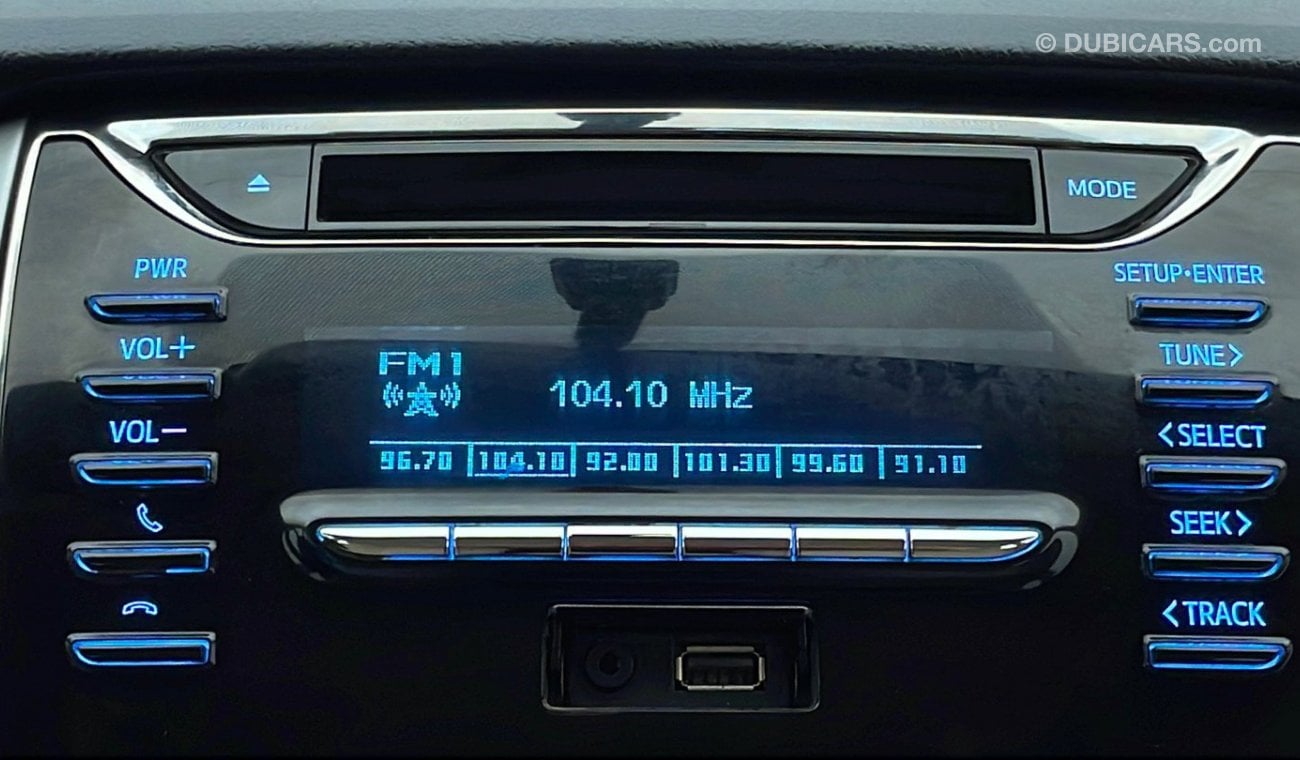 © DUBICARS.com
MODE
PWR
SETUP•ENTER
VOL+
TUNE>
FM1
104.10 MHz
VOL-
<SELECT
96.70 104.10 92.00 101.30 99.60 91.10
SEEK>
<TRACK